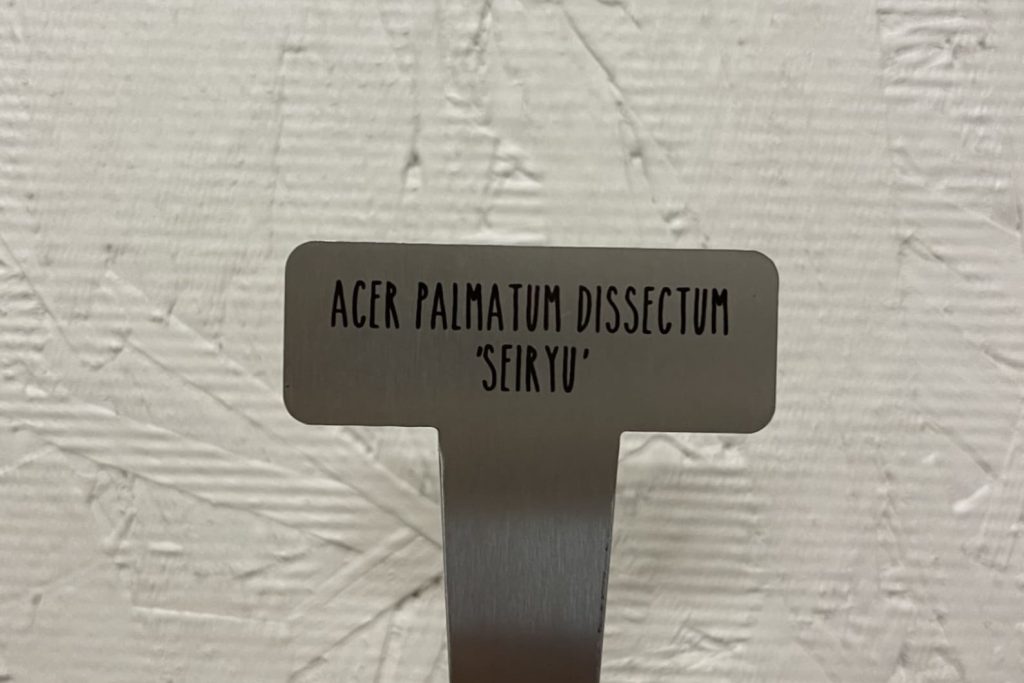 ACER PALMATUM DISSECTUM
'SEIRYU'